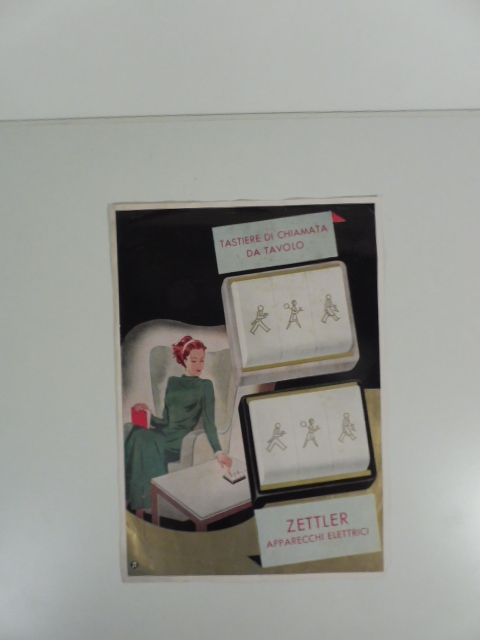 TASTIERE DI CHIAMATA
DA TAVOLO
ZETTLER
APPARECCHI ELETTRICI